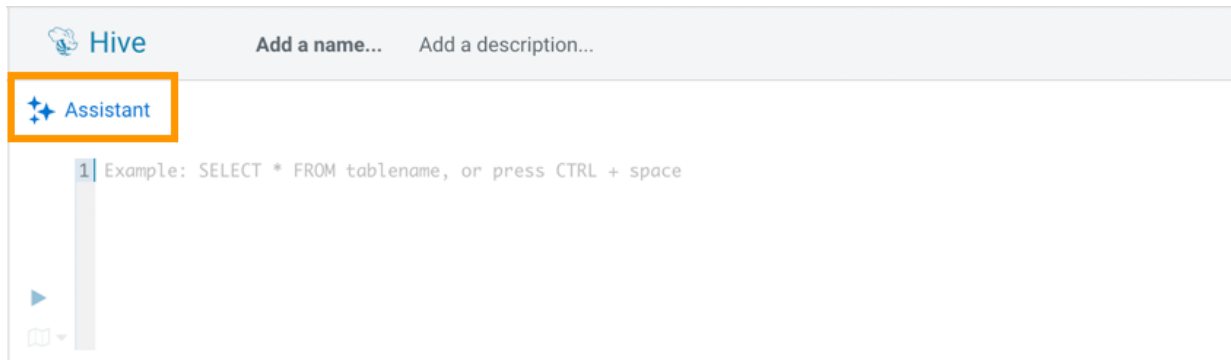 Hive Add a name... Add a description...
Assistant
1 Example: SELECT * FROM tablename, or press CTRL + space